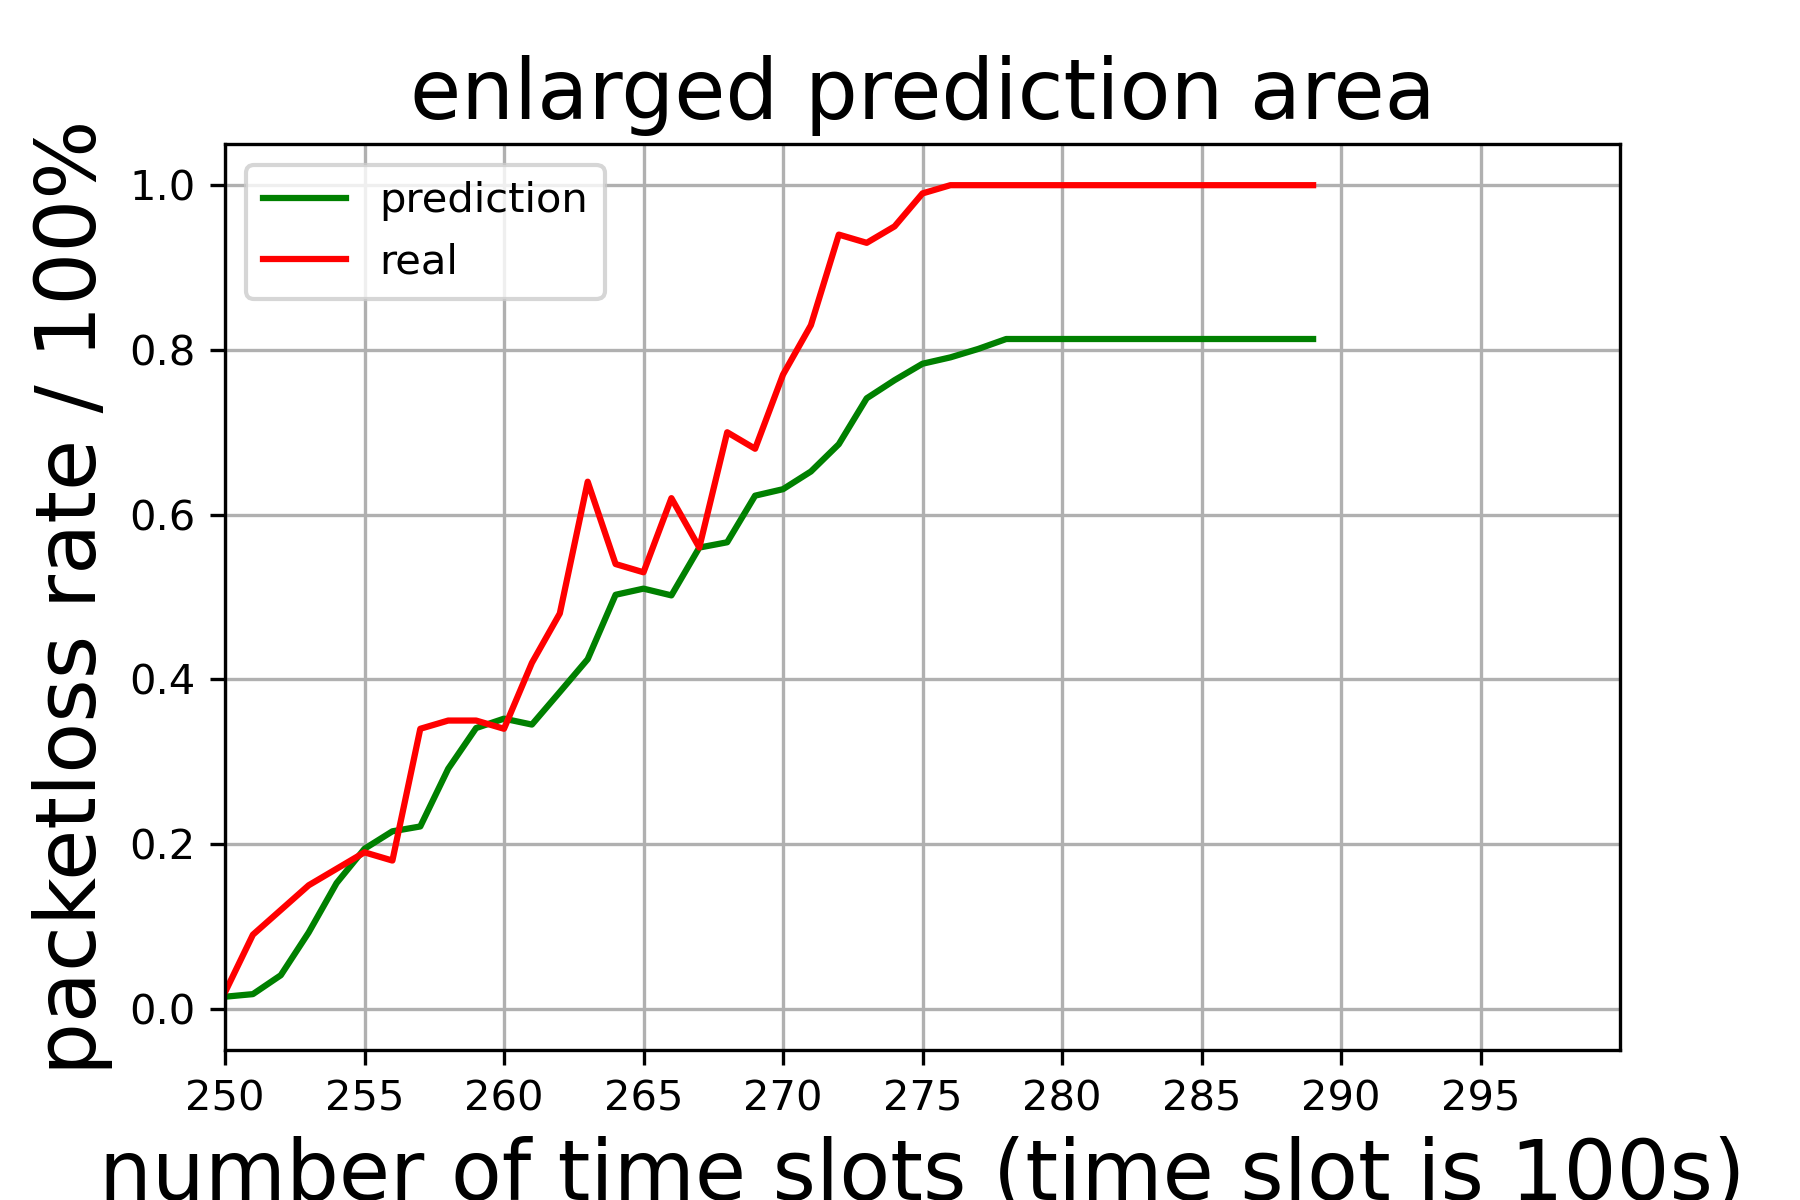 enlarged prediction area
packetloss rate / 100%
prediction
real
1.0
0.8
0.6
0.4
0.2
0.0
250 255 260 265 270 275 280 285 290 295
number of time slots (time slot is 100s)